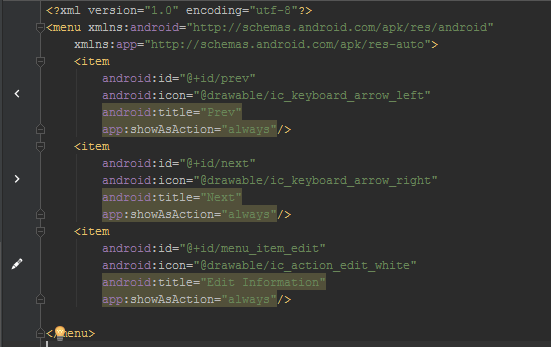 <?xml version="1.0" encoding="utf-8"?>
<menu xmlns:android="http://schemas.android.com/apk/res/android"
    xmlns:app="http://schemas.android.com/apk/res-auto">
    <item
        android:id="@+id/prev"
        android:icon="@drawable/ic_keyboard_arrow_left"
        android:title="Prev"
        app:showAsAction="always"/>
    <item
        android:id="@+id/next"
        android:icon="@drawable/ic_keyboard_arrow_right"
        android:title="Next"
        app:showAsAction="always"/>
    <item
        android:id="@+id/menu_item_edit"
        android:icon="@drawable/ic_action_edit_white"
        android:title="Edit Information"
        app:showAsAction="always"/>
</menu>